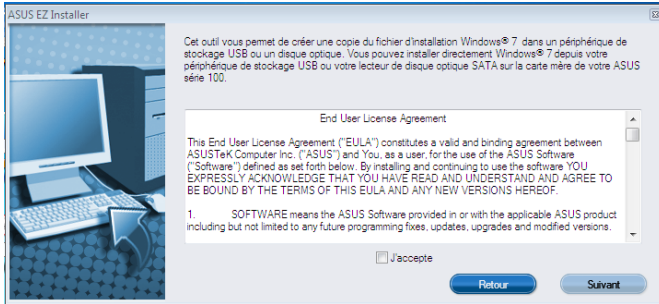 ASUS EZ Installer
Cet outil vous permet de créer une copie du fichier d'installation Windows® 7 dans un périphérique de
stockage USB ou un disque optique. Vous pouvez installer directement Windows® 7 depuis votre
périphérique de stockage USB ou votre lecteur de disque optique SATA sur la carte mère de votre ASUS
série 100.
End User License Agreement
This End User License Agreement ("EULA") constitutes a valid and binding agreement between
ASUSTeK Computer Inc. ("ASUS") and You, as a user, for the use of the ASUS Software
("Software") defined as set forth below. By installing and continuing to use the software YOU
EXPRESSLY ACKNOWLEDGE THAT YOU HAVE READ AND UNDERSTAND AND AGREE TO
BE BOUND BY THE TERMS OF THIS EULA AND ANY NEW VERSIONS HEREOF.
1. SOFTWARE means the ASUS Software provided in or with the applicable ASUS product
including but not limited to any future programming fixes, updates, upgrades and modified versions.
J'accepte
Retour
Suivant